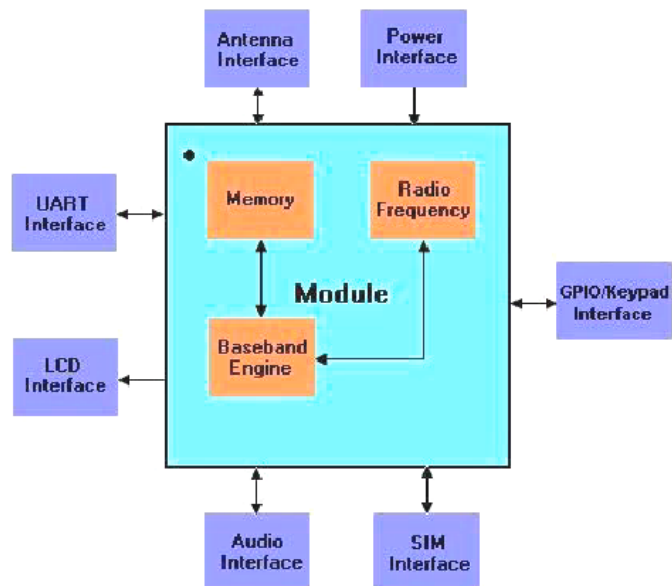 Antenna
Interface
Power
Interface
UART
Interface
Memory
Radio
Frequency
Module
GPIO/Keypad
Interface
LCD
Interface
Baseband
Engine
Audio
Interface
SIM
Interface